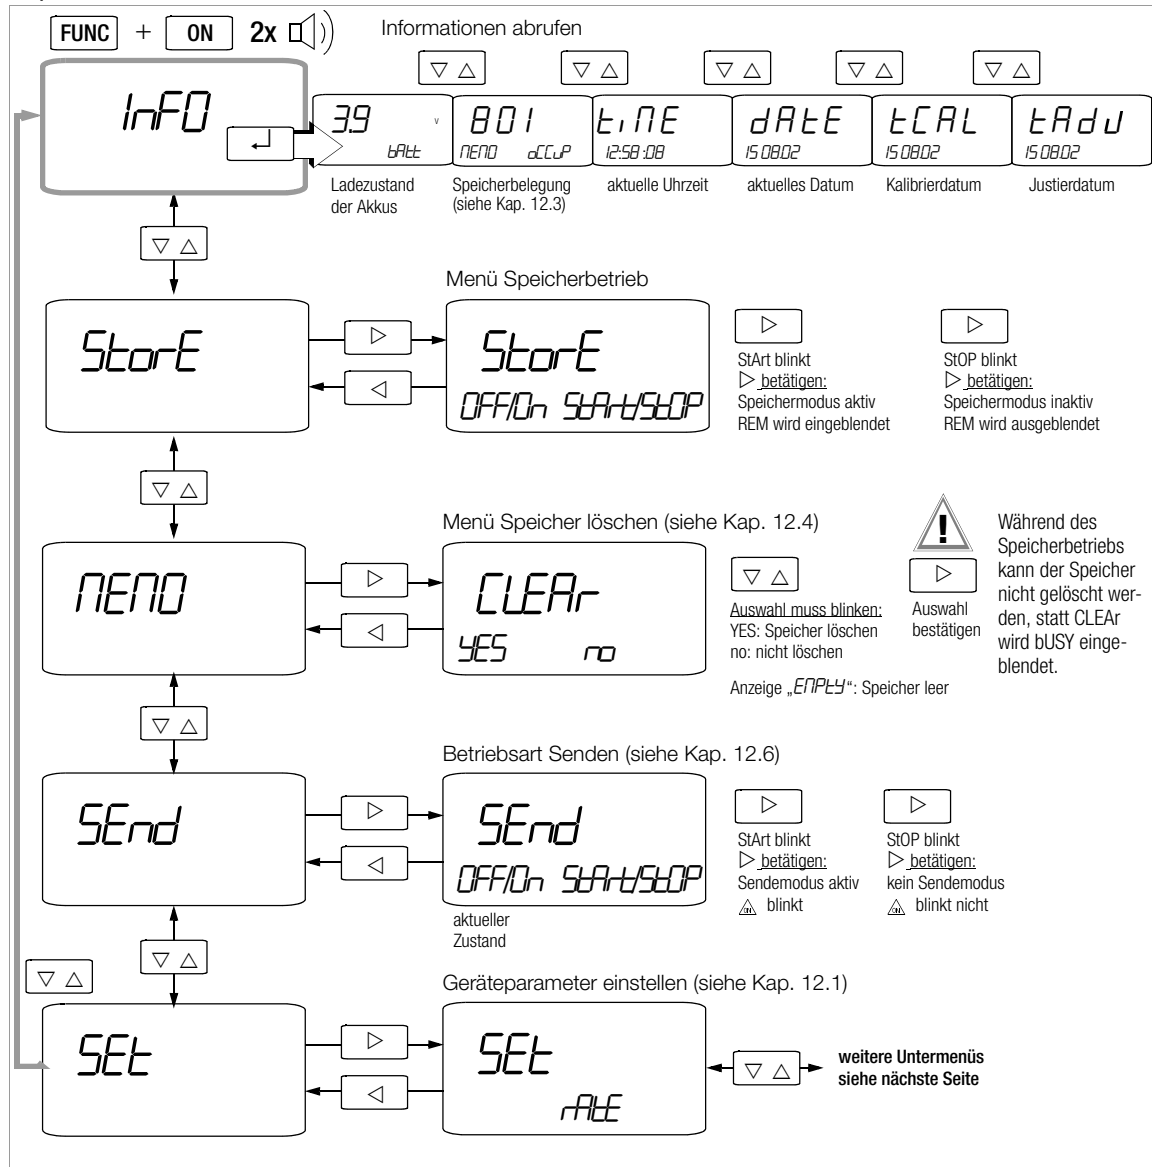 FUNC + ON 2x
Informationen abrufen
InFO
3.9 V
bAtt
801
MEMO oCCuP
tiME
12:58:08
dAtE
15.08.02
tCAL
15.08.02
tAdJ
15.08.02
Ladezustand
der Akkus
Speicherbelegung
(siehe Kap. 12.3)
aktuelle Uhrzeit
aktuelles Datum
Kalibrierdatum
Justierdatum
Menü Speicherbetrieb
StorE
StorE
OFF/On StArt/StOP
StArt blinkt
▷ betätigen:
Speichermodus aktiv
REM wird eingeblendet
StOP blinkt
▷ betätigen:
Speichermodus inaktiv
REM wird ausgeblendet
Menü Speicher löschen (siehe Kap. 12.4)
MEMO
CLEAr
YES no
Auswahl muss blinken:
YES: Speicher löschen
no: nicht löschen
Anzeige „EMPtY“: Speicher leer
Auswahl
bestätigen
Während des
Speicherbetriebs
kann der Speicher
nicht gelöscht wer-
den, statt CLEAr
wird bUSY einge-
blendet.
Betriebsart Senden (siehe Kap. 12.6)
SEnd
SEnd
OFF/On StArt/StOP
aktueller
Zustand
StArt blinkt
▷ betätigen:
Sendemodus aktiv
ON blinkt
StOP blinkt
▷ betätigen:
kein Sendemodus
ON blinkt nicht
Geräteparameter einstellen (siehe Kap. 12.1)
SEt
SEt
rAtE
weitere Untermenüs
siehe nächste Seite